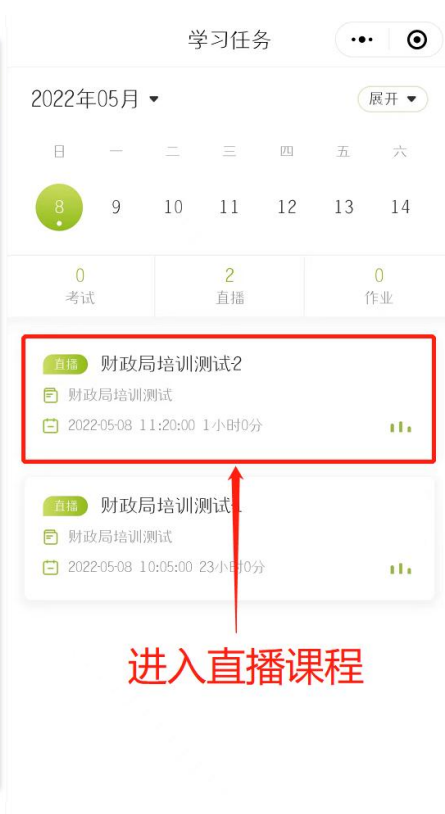 学习任务
2022年05月
展开
日 一 二 三 四 五 六
8 9 10 11 12 13 14
0 2 0
考试 直播 作业
直播 财政局培训测试2
财政局培训测试
2022-05-08 11:20:00 1小时0分
直播 财政局培训测试
财政局培训测试
2022-05-08 10:05:00 23小时0分
进入直播课程